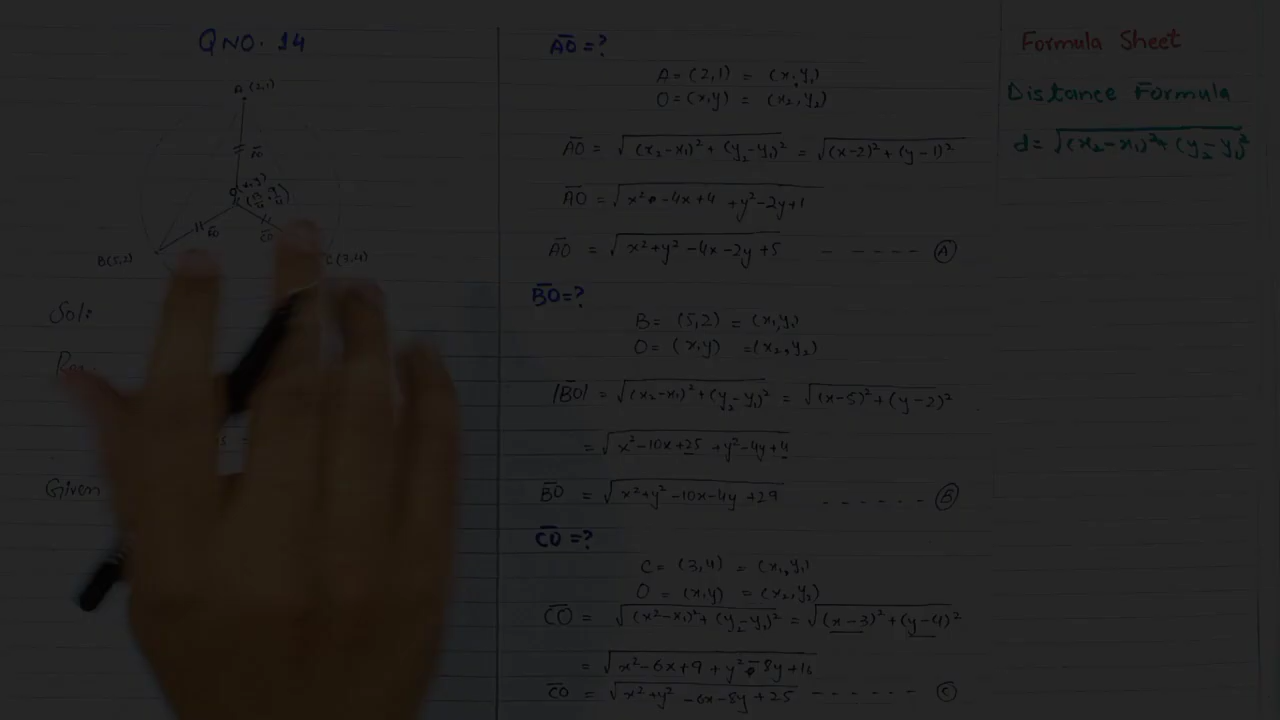 QNO. 14
A (2,1)
AO
O(x,y)
BO
CO
B(5,2)
C(3,4)
Sol:
Given
AO =?
A = (2,1) = (x,y₁)
O = (x,y) = (x₂,y₂)
AO = √(x₂-x₁)²+(y₂-y₁)² = √(x-2)²+(y-1)²
AO = √x²-4x+4 +y²-2y+1
AO = √x²+y²-4x-2y+5 ------ Ⓐ
BO=?
B= (5,2) = (x₁y₁)
O= (x,y) =(x₂,y₂)
|BO| = √(x₂-x₁)²+(y₂-y₁)² = √(x-5)²+(y-2)²
= √x²-10x+25 +y²-4y+4
BO = √x²+y²-10x-4y+29 ------ Ⓑ
CO =?
C= (3,4) = (x₁,y₁)
O = (x,y) =(x₂,y₂)
CO = √(x²-x₁)²+(y₂-y₁)² = √(x-3)²+(y-4)²
= √x²-6x+9+y²-8y+16
CO = √x²+y²-6x-8y+25 ------ Ⓒ
Formula Sheet
Distance Formula
d= √(x₂-x₁)²+(y₂-y₁)²